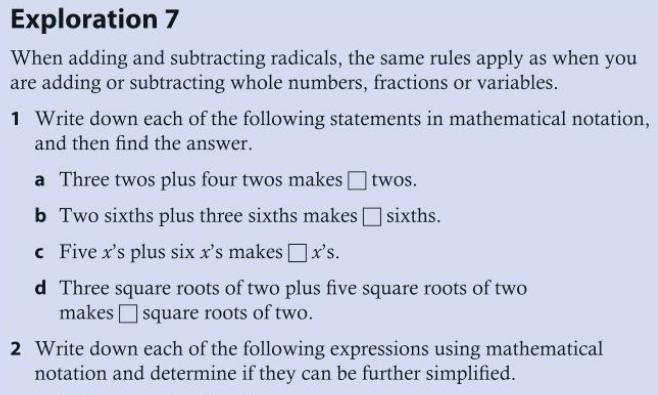 Exploration 7
When adding and subtracting radicals, the same rules apply as when you
are adding or subtracting whole numbers, fractions or variables.
1 Write down each of the following statements in mathematical notation,
and then find the answer.
a Three twos plus four twos makes □ twos.
b Two sixths plus three sixths makes □ sixths.
c Five x's plus six x's makes □ x's.
d Three square roots of two plus five square roots of two
makes □ square roots of two.
2 Write down each of the following expressions using mathematical
notation and determine if they can be further simplified.